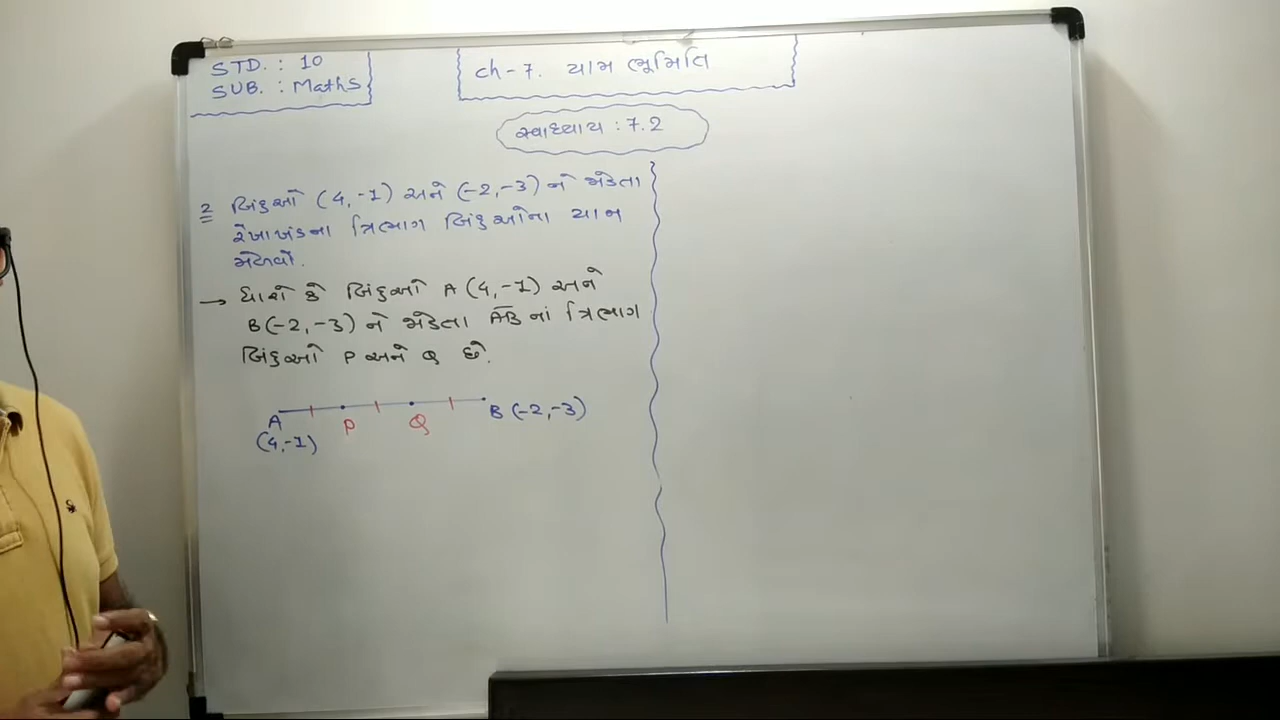 STD. : 10
SUB. : Maths
ch-7. યામ ભૂમિતિ
સ્વાધ્યાય : 7.2
2 બિંદુઓ (4,-1) અને (-2,-3) ને જોડતા
રેખાખંડના ત્રિભાગ બિંદુઓના યામ
મેળવો.
→ ધારો કે બિંદુઓ A (4,-1) અને
B(-2,-3) ને જોડતા AB નાં ત્રિભાગ
બિંદુઓ P અને Q છે.
A P Q B (-2,-3)
(4,-1)